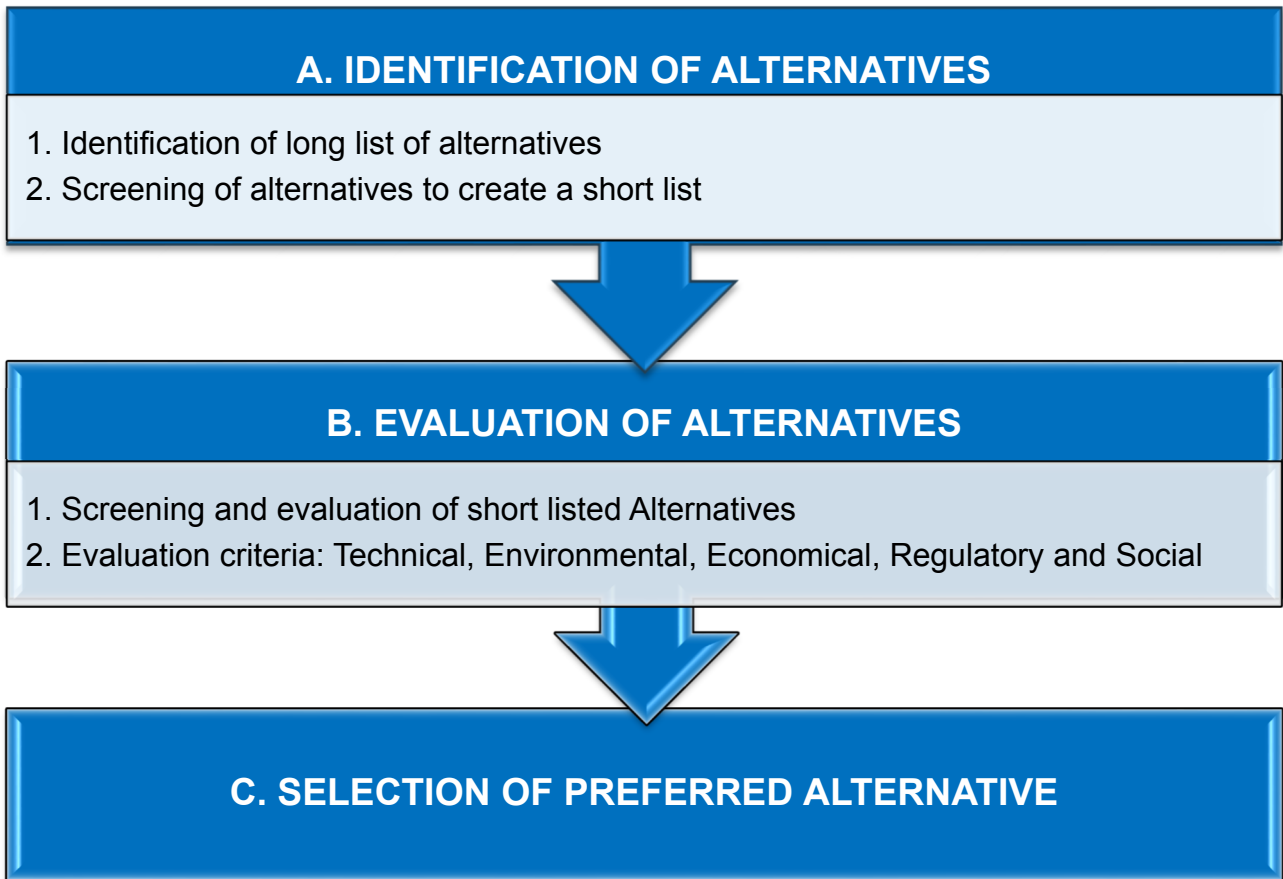 A. IDENTIFICATION OF ALTERNATIVES
1. Identification of long list of alternatives
2. Screening of alternatives to create a short list
B. EVALUATION OF ALTERNATIVES
1. Screening and evaluation of short listed Alternatives
2. Evaluation criteria: Technical, Environmental, Economical, Regulatory and Social
C. SELECTION OF PREFERRED ALTERNATIVE